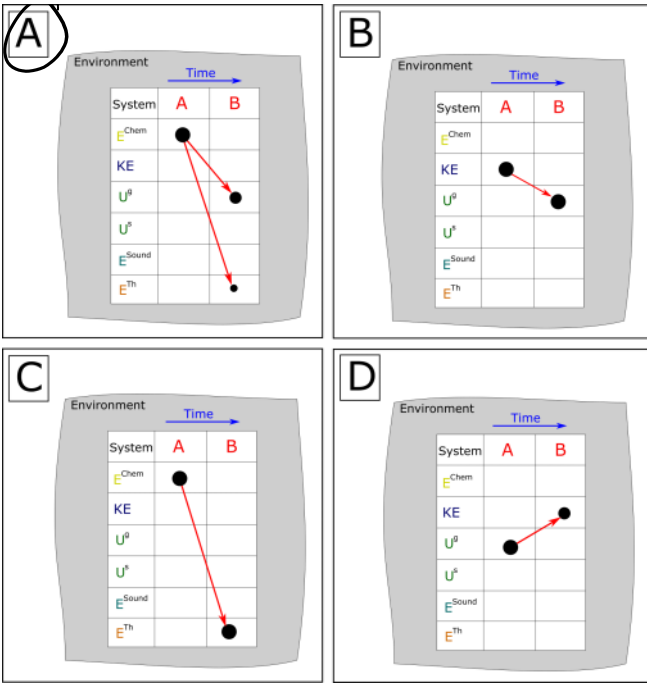 A
Environment
Time
System A B
E^Chem
KE
U^g
U^s
E^Sound
E^Th
B
Environment
Time
System A B
E^Chem
KE
U^g
U^s
E^Sound
E^Th
C
Environment
Time
System A B
E^Chem
KE
U^g
U^s
E^Sound
E^Th
D
Environment
Time
System A B
E^Chem
KE
U^g
U^s
E^Sound
E^Th